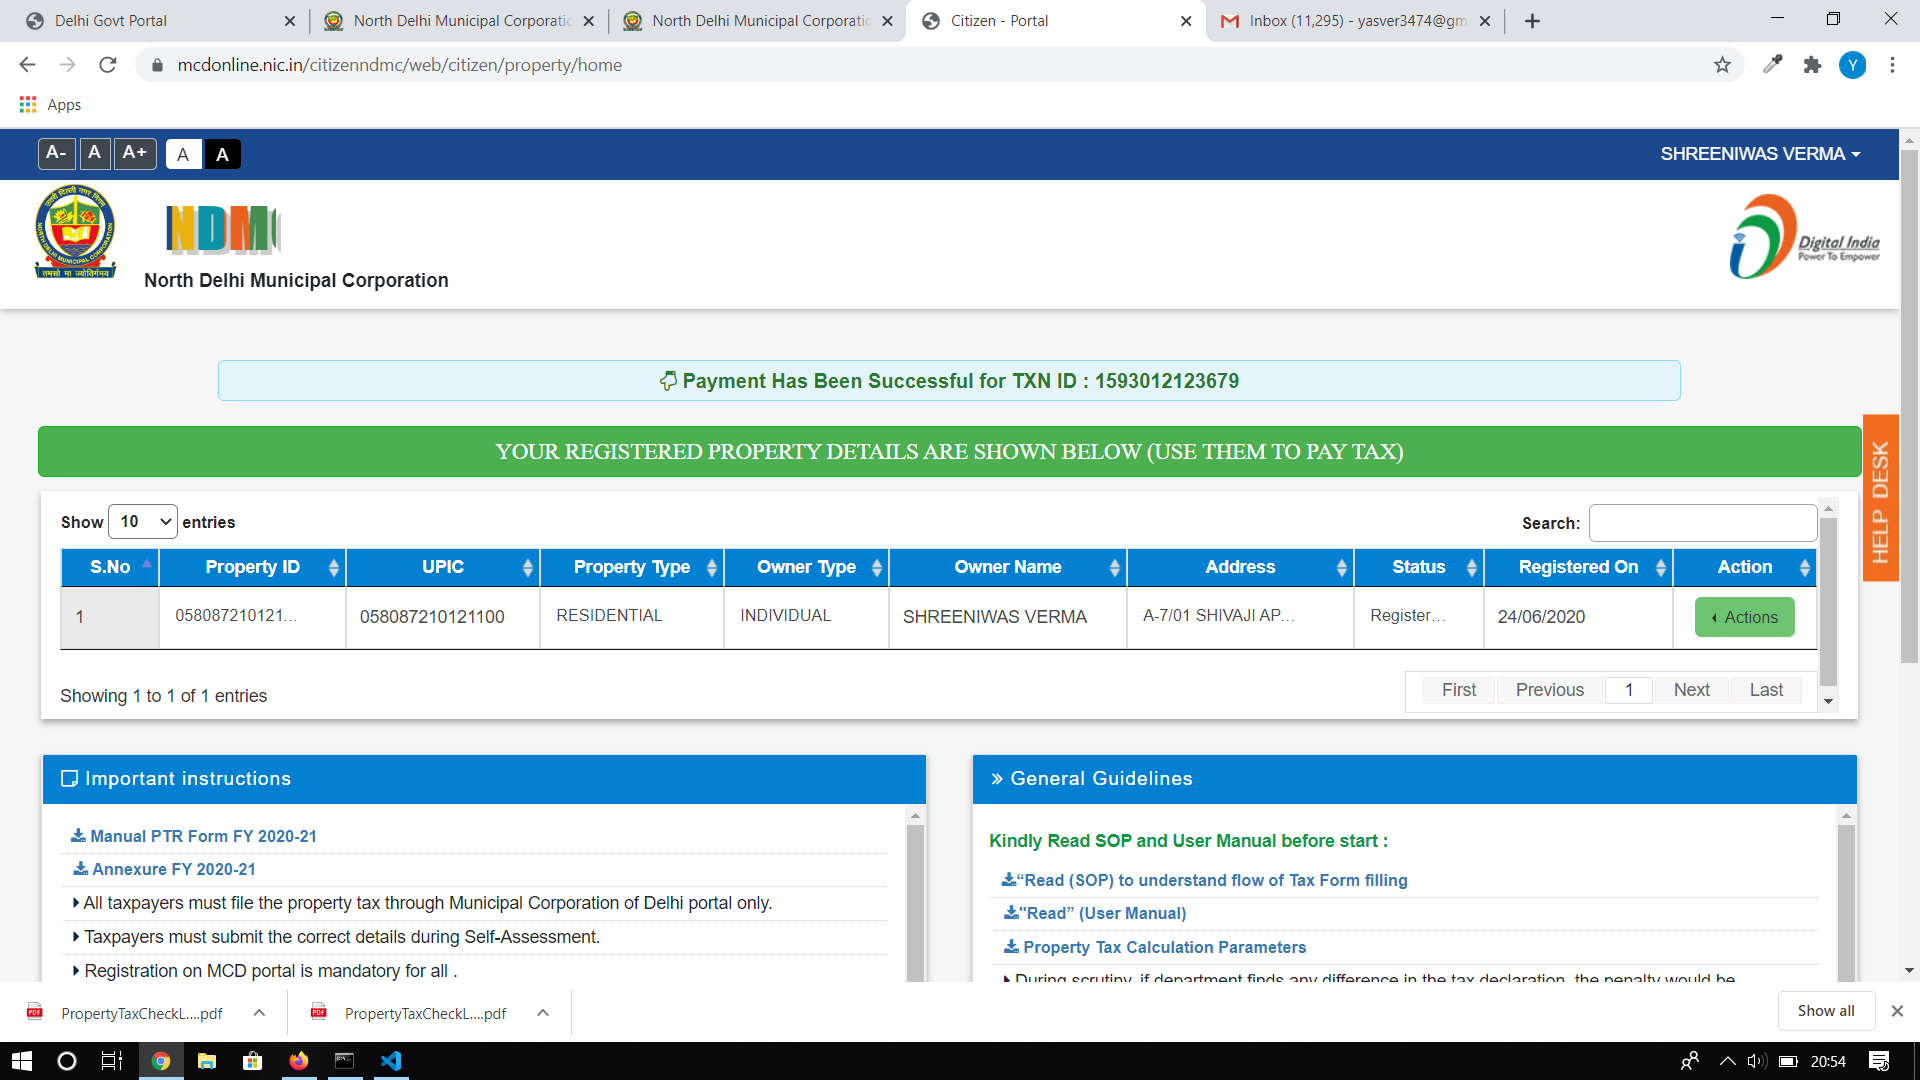 Delhi Govt Portal
North Delhi Municipal Corporatic
North Delhi Municipal Corporatic
Citizen - Portal
Inbox (11,295) - yasver3474@gm
mcdonline.nic.in/citizenndmc/web/citizen/property/home
Y
Apps
A- A A+ A A
SHREENIWAS VERMA
NDMC
North Delhi Municipal Corporation
Digital India
Power To Empower
Payment Has Been Successful for TXN ID : 1593012123679
YOUR REGISTERED PROPERTY DETAILS ARE SHOWN BELOW (USE THEM TO PAY TAX)
HELP DESK
Show 10 entries
Search:
S.No Property ID UPIC Property Type Owner Type Owner Name Address Status Registered On Action
1 058087210121... 058087210121100 RESIDENTIAL INDIVIDUAL SHREENIWAS VERMA A-7/01 SHIVAJI AP... Register... 24/06/2020 Actions
Showing 1 to 1 of 1 entries
First Previous 1 Next Last
Important instructions
Manual PTR Form FY 2020-21
Annexure FY 2020-21
All taxpayers must file the property tax through Municipal Corporation of Delhi portal only.
Taxpayers must submit the correct details during Self-Assessment.
Registration on MCD portal is mandatory for all .
General Guidelines
Kindly Read SOP and User Manual before start :
“Read (SOP) to understand flow of Tax Form filling
"Read” (User Manual)
Property Tax Calculation Parameters
During scrutiny, if department finds any difference in the tax declaration, the penalty would be
PropertyTaxCheckL....pdf
PropertyTaxCheckL....pdf
Show all
20:54